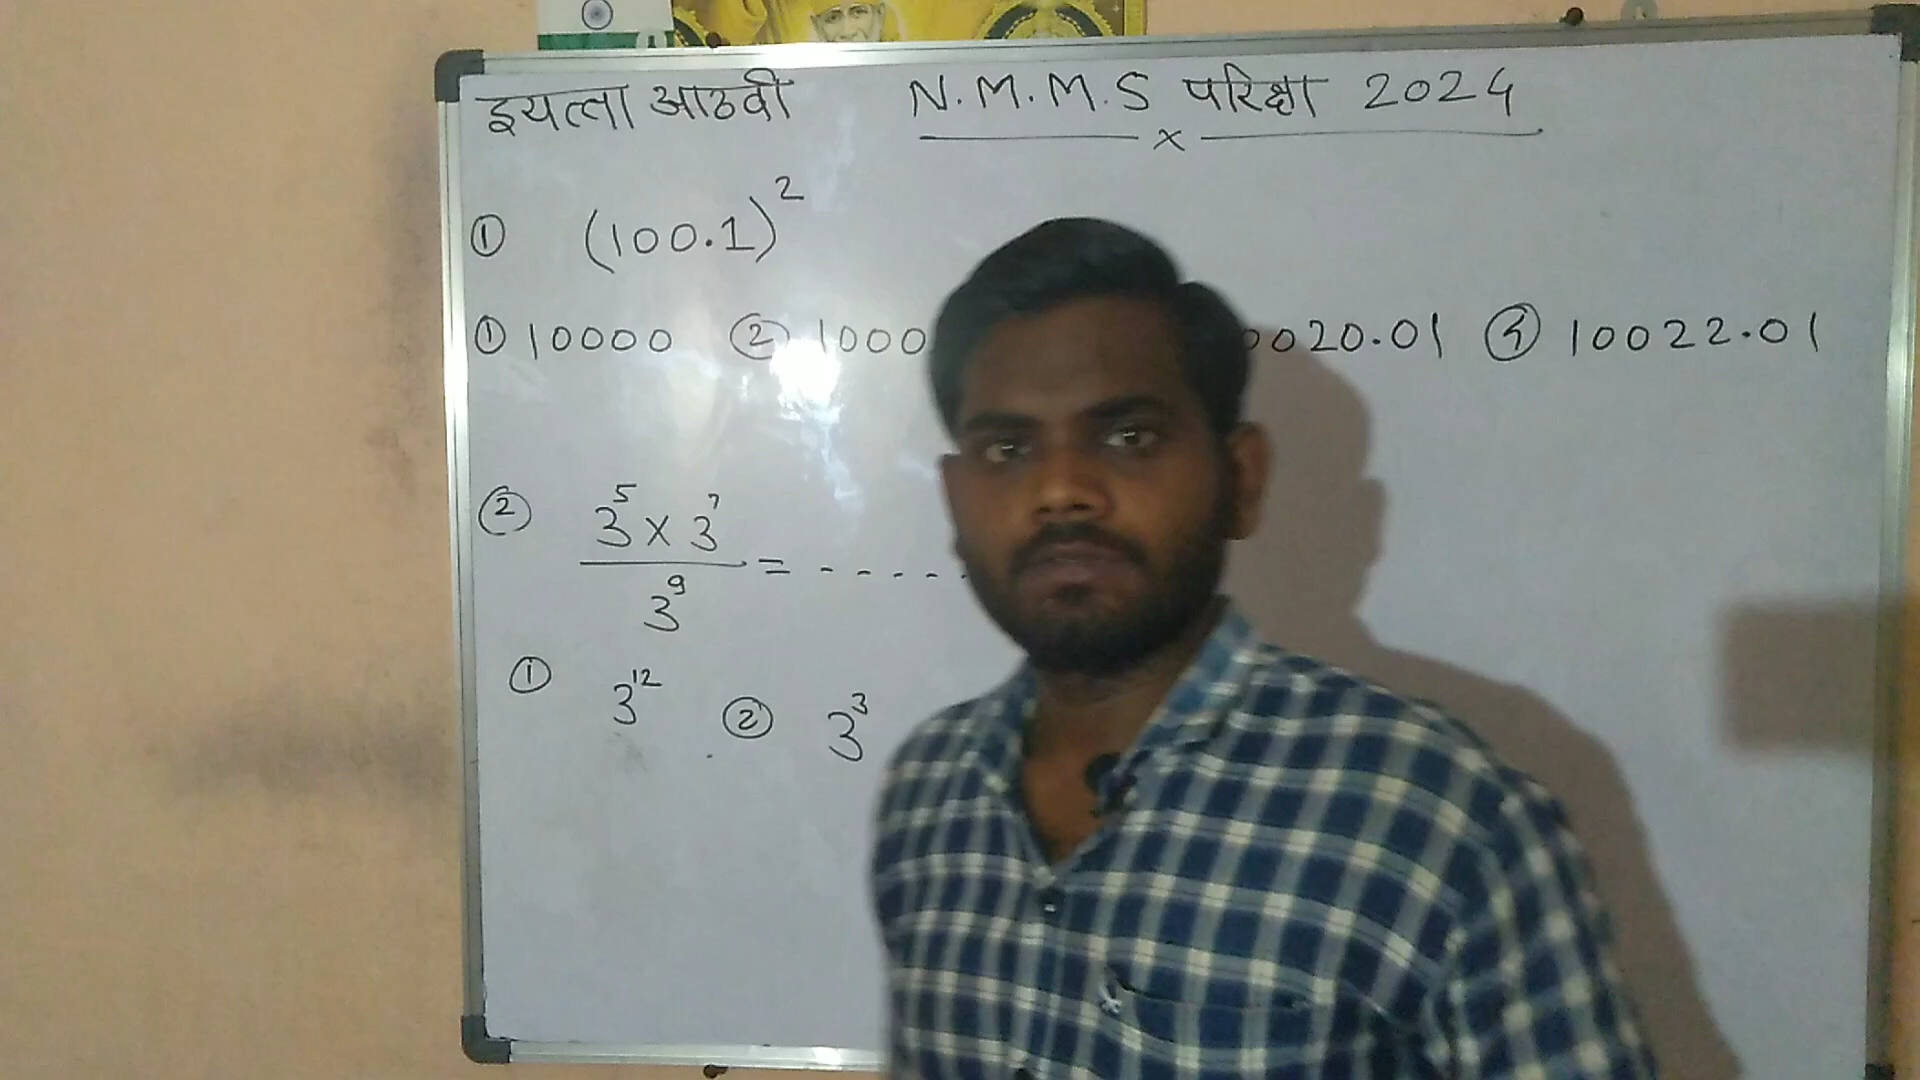 इयत्ता आठवी N.M.M.S परिक्षा 2024
① (100.1)²
① 10000 ② 1000 0020.01 ④ 10022.01
② 3⁵ x 3⁷
= - - - - -
3⁹
① 3¹² ② 3³